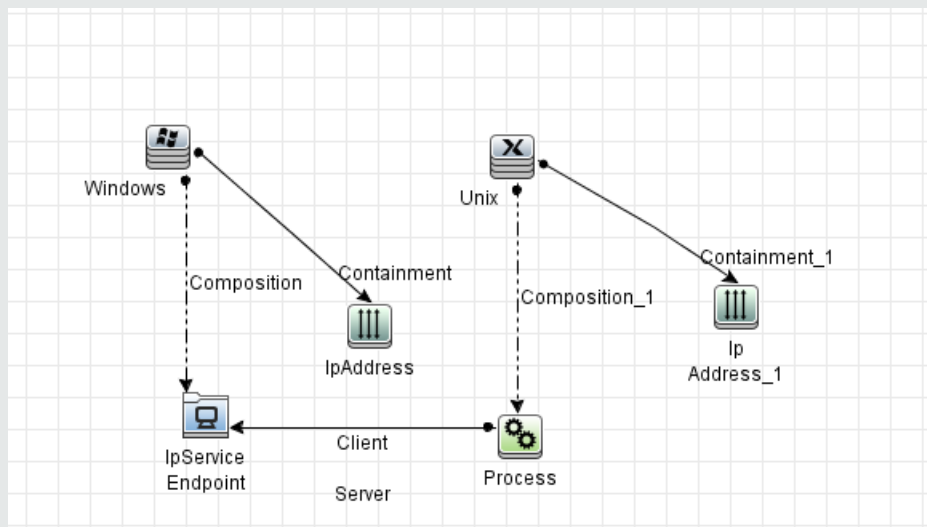 Windows
Unix
Composition
Containment
Composition_1
Containment_1
IpAddress
Ip
Address_1
IpService
Endpoint
Client
Server
Process